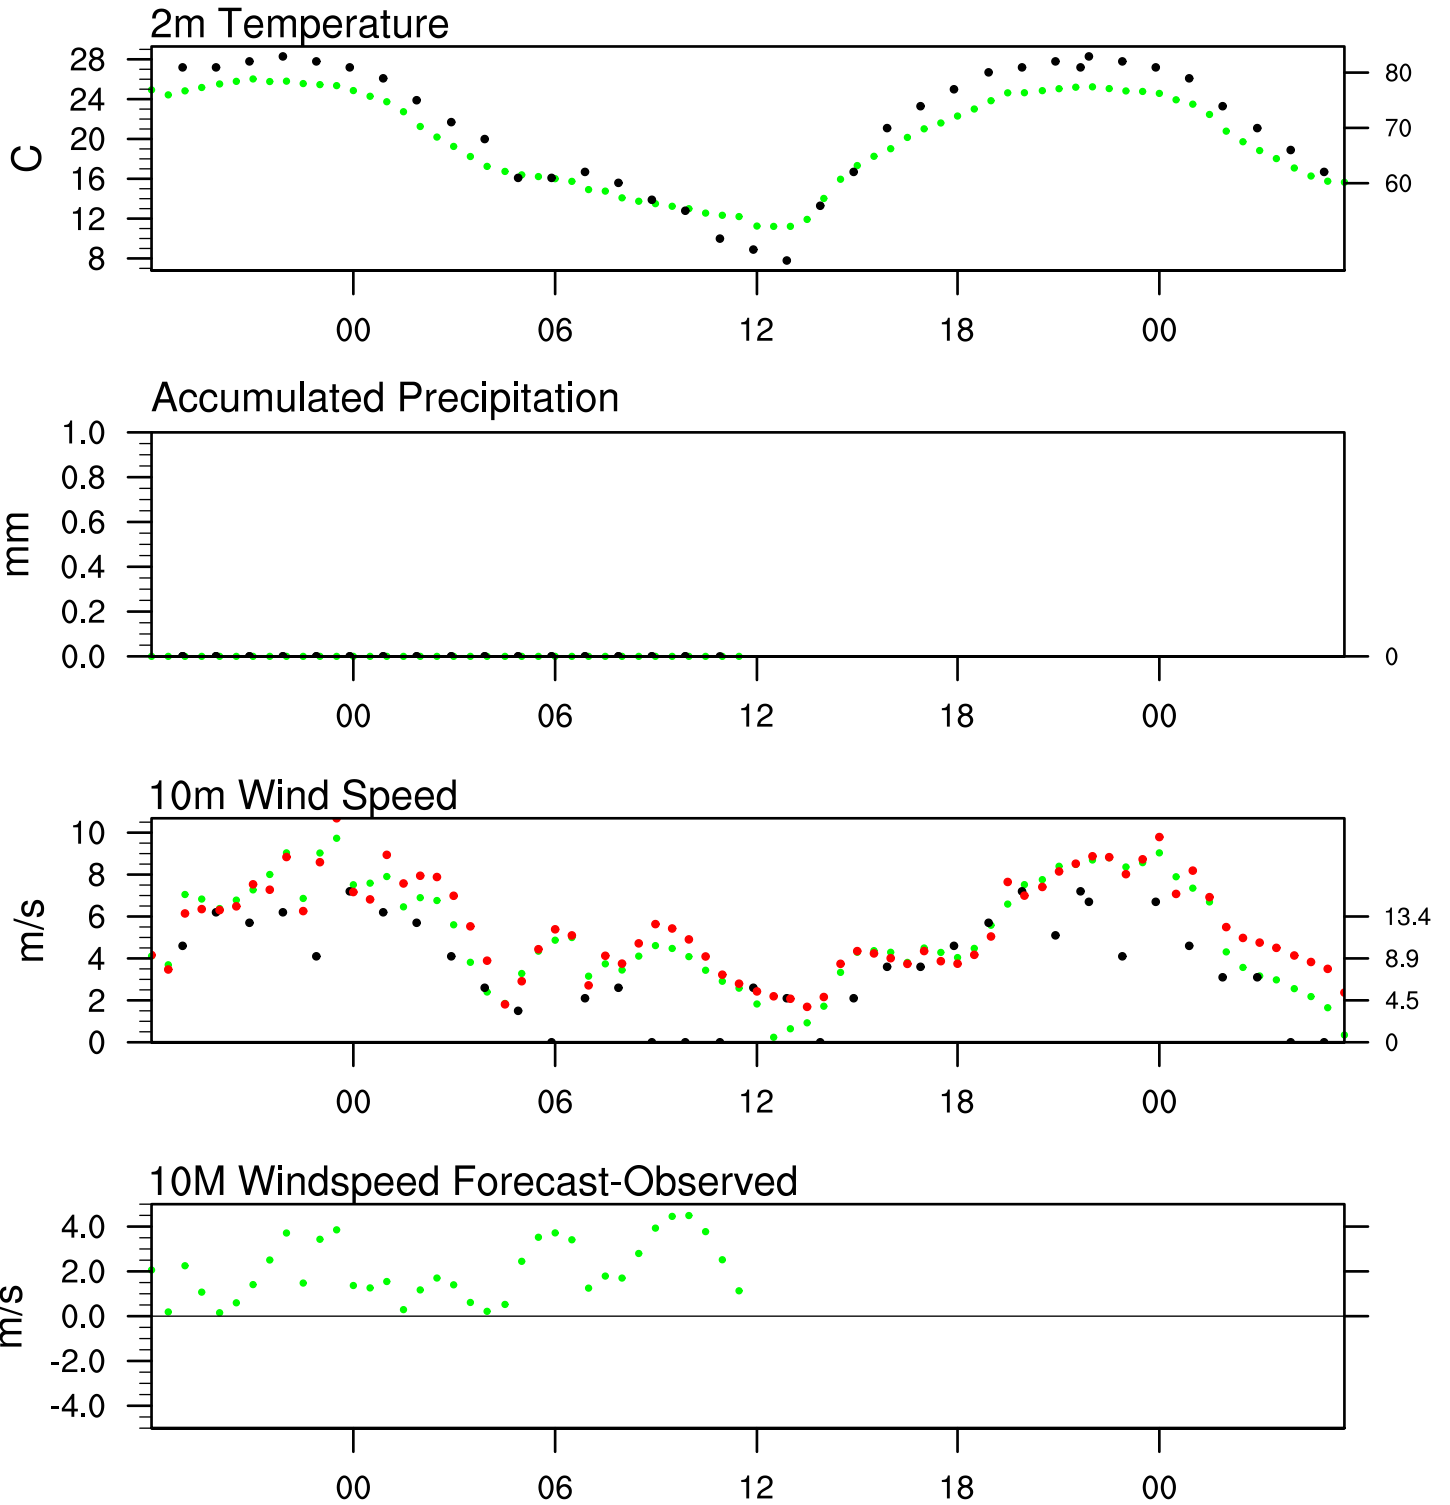 2m Temperature
28
24
20
16
12
8
C
80
70
60
00 06 12 18 00
Accumulated Precipitation
1.0
0.8
0.6
0.4
0.2
0.0
mm
0
00 06 12 18 00
10m Wind Speed
10
8
6
4
2
0
m/s
13.4
8.9
4.5
0
00 06 12 18 00
10M Windspeed Forecast-Observed
4.0
2.0
0.0
-2.0
-4.0
m/s
00 06 12 18 00